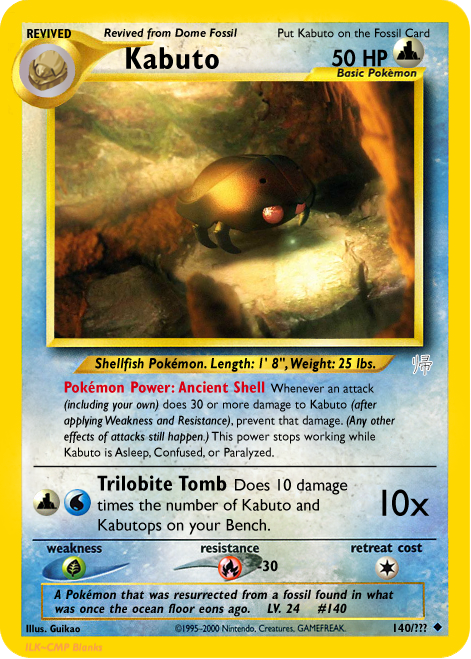 REVIVED
Revived from Dome Fossil
Put Kabuto on the Fossil Card
Kabuto
50 HP
Basic Pokémon
Shellfish Pokémon. Length: 1' 8", Weight: 25 lbs.
帰
Pokémon Power: Ancient Shell Whenever an attack
(including your own) does 30 or more damage to Kabuto (after
applying Weakness and Resistance), prevent that damage. (Any other
effects of attacks still happen.) This power stops working while
Kabuto is Asleep, Confused, or Paralyzed.
Trilobite Tomb Does 10 damage
times the number of Kabuto and
Kabutops on your Bench.
10x
weakness
resistance
retreat cost
-30
A Pokémon that was resurrected from a fossil found in what
was once the ocean floor eons ago. LV. 24 #140
Illus. Guikao
©1995-2000 Nintendo, Creatures, GAMEFREAK.
140/???
ILK~CMP Blanks